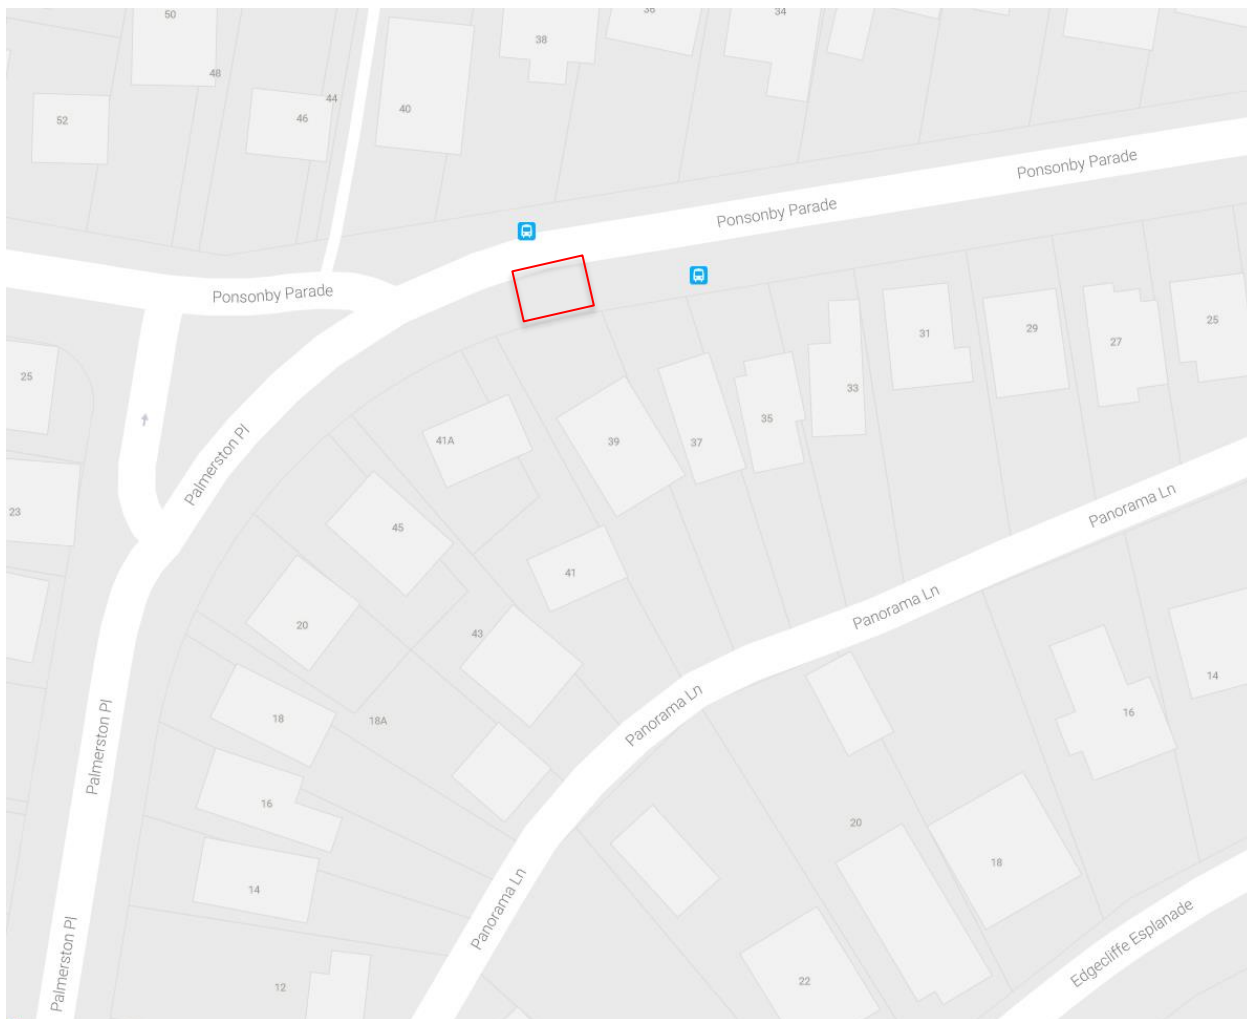 50
36
34
38
48
44
40
52
46
Ponsonby Parade
Ponsonby Parade
Ponsonby Parade
31
29
27
25
25
33
35
41A
39
37
Palmerston Pl
23
45
Panorama Ln
41
Panorama Ln
20
43
14
Panorama Ln
18
18A
16
Palmerston Pl
16
20
18
14
Panorama Ln
Edgecliffe Esplanade
Palmerston Pl
22
12